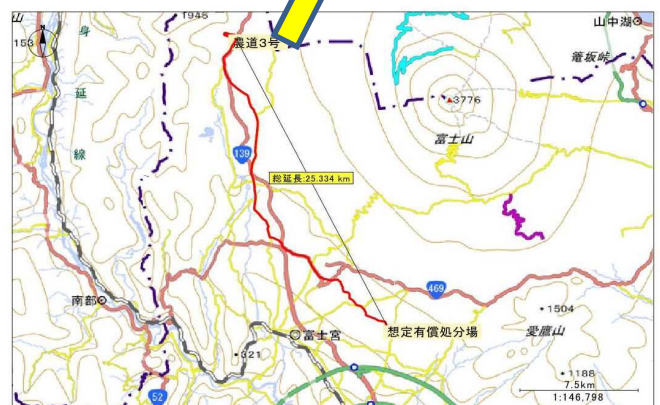 山
1945
153
N
身
延
線
農道3号
山中湖
篭坂峠
3776
富士山
139
総延長:25.334 km
469
南部
富士宮
想定有償処分場
1504
愛鷹山
321
1188
7.5km
1:146,798
52